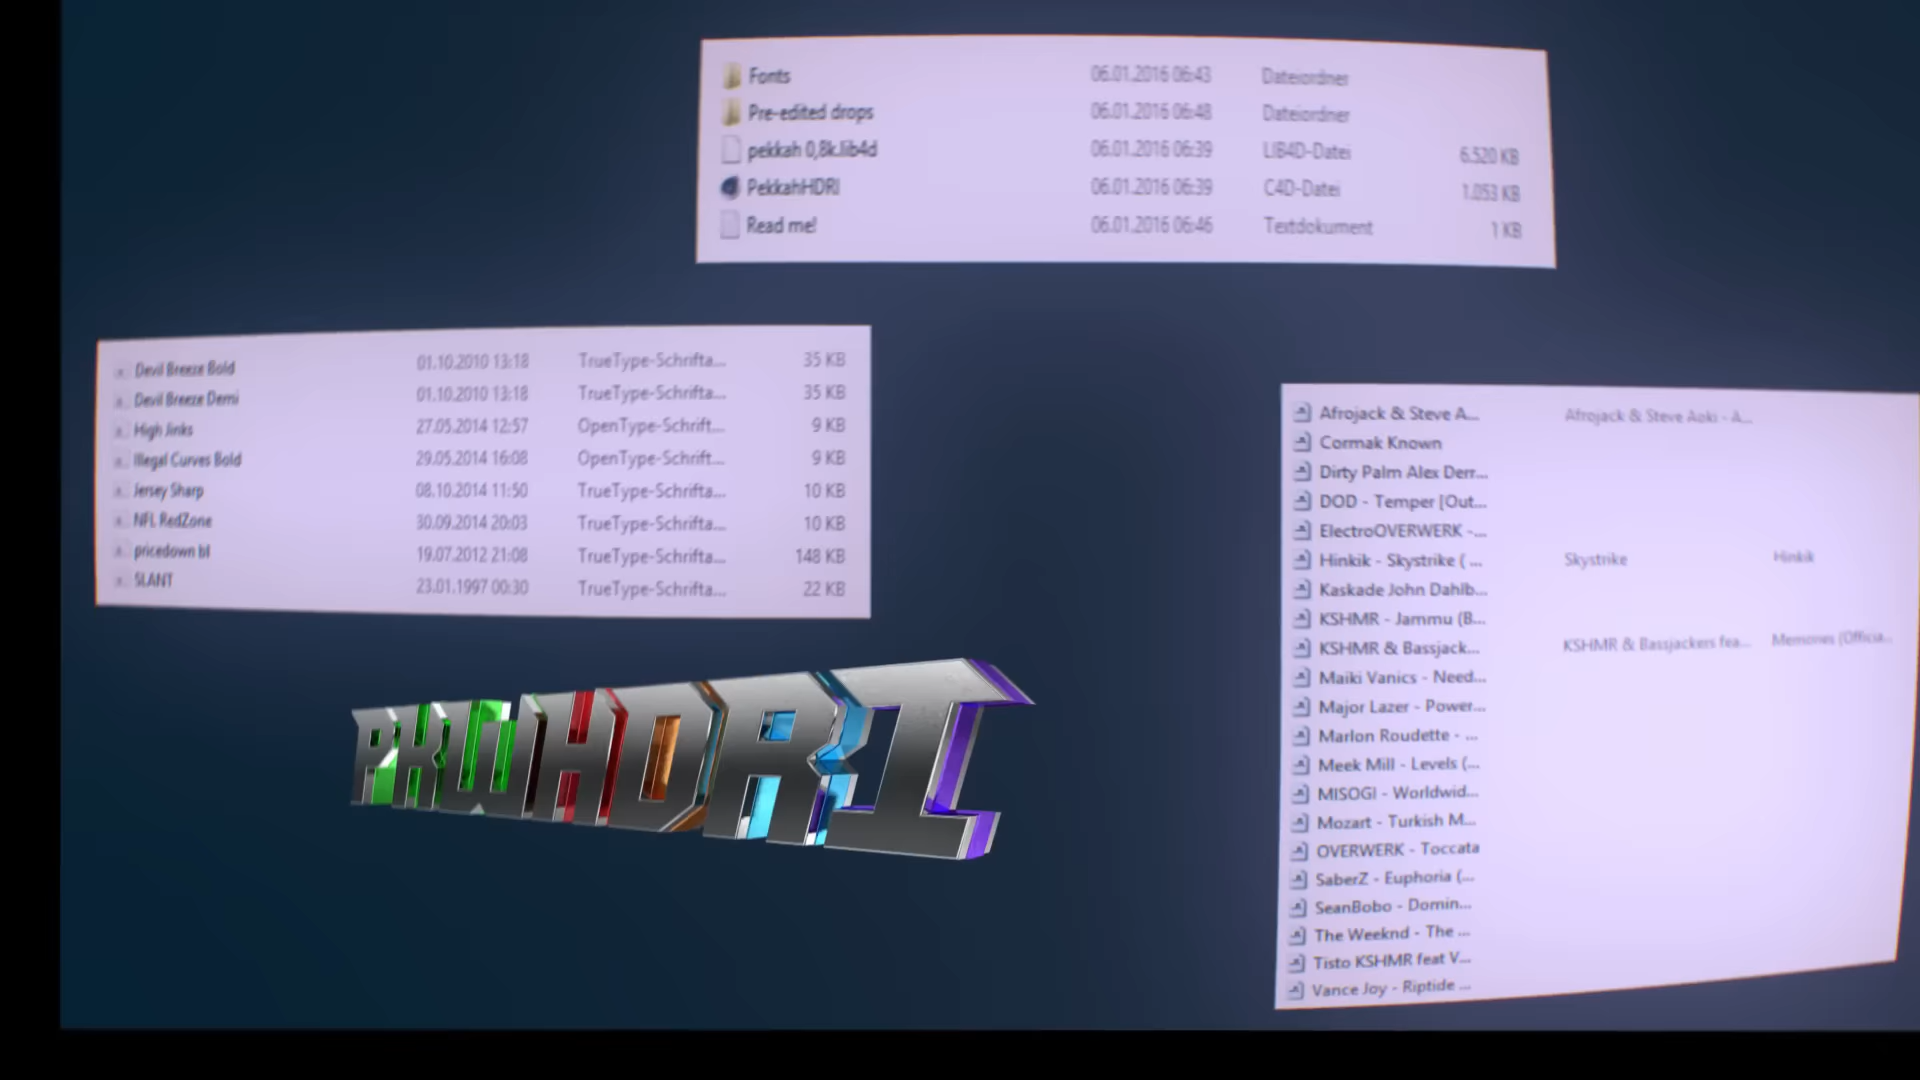 Fonts 06.01.2016 06:43 Dateiordner
Pre-edited drops 06.01.2016 06:48 Dateiordner
pekkah 0,8k.lib4d 06.01.2016 06:39 LIB4D-Datei 6.520 KB
PekkahHDRI 06.01.2016 06:39 C4D-Datei 1.053 KB
Read me! 06.01.2016 06:46 Textdokument 1 KB
Devil Breeze Bold 01.10.2010 13:18 TrueType-Schrifta... 35 KB
Devil Breeze Demi 01.10.2010 13:18 TrueType-Schrifta... 35 KB
High Jinks 27.05.2014 12:57 OpenType-Schrift... 9 KB
Illegal Curves Bold 29.05.2014 16:08 OpenType-Schrift... 9 KB
Jersey Sharp 08.10.2014 11:50 TrueType-Schrifta... 10 KB
NFL RedZone 30.09.2014 20:03 TrueType-Schrifta... 10 KB
pricedown bl 19.07.2012 21:08 TrueType-Schrifta... 148 KB
SLANT 23.01.1997 00:30 TrueType-Schrifta... 22 KB
Afrojack & Steve A... Afrojack & Steve Aoki - A...
Cormak Known
Dirty Palm Alex Derr...
DOD - Temper [Out...
ElectroOVERWERK -...
Hinkik - Skystrike ( ... Skystrike Hinkik
Kaskade John Dahlb...
KSHMR - Jammu (B...
KSHMR & Bassjack... KSHMR & Bassjackers fea... Memories (Officia...
Maiki Vanics - Need...
Major Lazer - Power...
Marlon Roudette - ...
Meek Mill - Levels (...
MISOGI - Worldwid...
Mozart - Turkish M...
OVERWERK - Toccata
SaberZ - Euphoria (...
SeanBobo - Domin...
The Weeknd - The ...
Tisto KSHMR feat V...
Vance Joy - Riptide ...